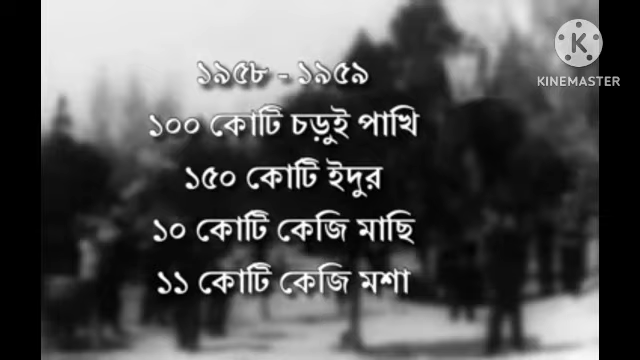 ১৯৫৮ - ১৯৫৯
১০০ কোটি চড়ুই পাখি
১৫০ কোটি ইদুর
১০ কোটি কেজি মাছি
১১ কোটি কেজি মশা
K
KINEMASTER